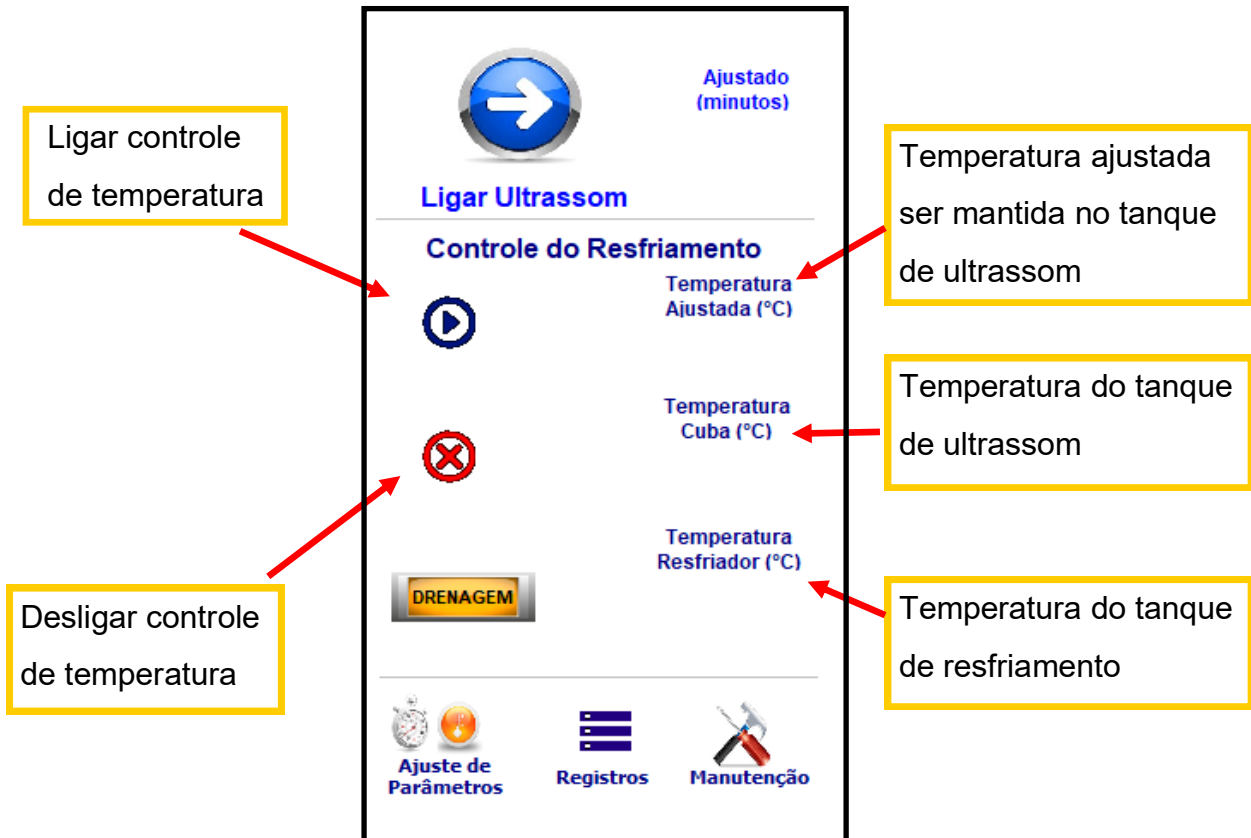 Ajustado
(minutos)
Ligar Ultrassom
Ligar controle
de temperatura
Controle do Resfriamento
Temperatura
Ajustada (°C)
Temperatura ajustada
ser mantida no tanque
de ultrassom
Temperatura
Cuba (°C)
Temperatura do tanque
de ultrassom
Temperatura
Resfriador (°C)
DRENAGEM
Desligar controle
de temperatura
Temperatura do tanque
de resfriamento
Ajuste de
Parâmetros
Registros
Manutenção